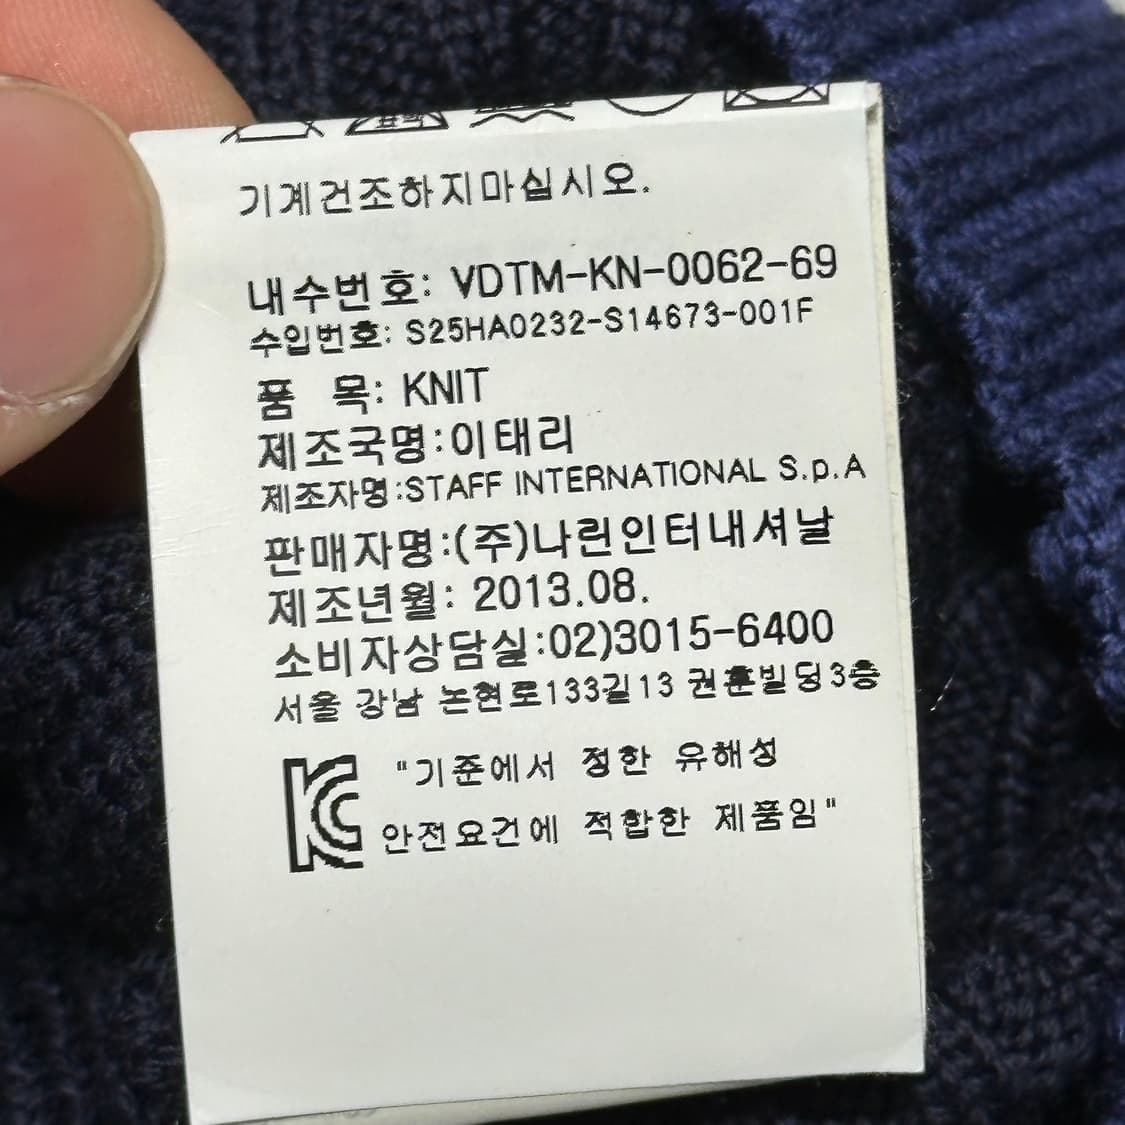 기계건조하지마십시오.
내수번호: VDTM-KN-0062-69
수입번호: S25HA0232-S14673-001F
품 목: KNIT
제조국명:이태리
제조자명:STAFF INTERNATIONAL S.p.A
판매자명:(주)나린인터내셔날
제조년월: 2013.08.
소비자상담실:02)3015-6400
서울 강남 논현로133길13 권훈빌딩3층
KC "기준에서 정한 유해성
안전요건에 적합한 제품임"